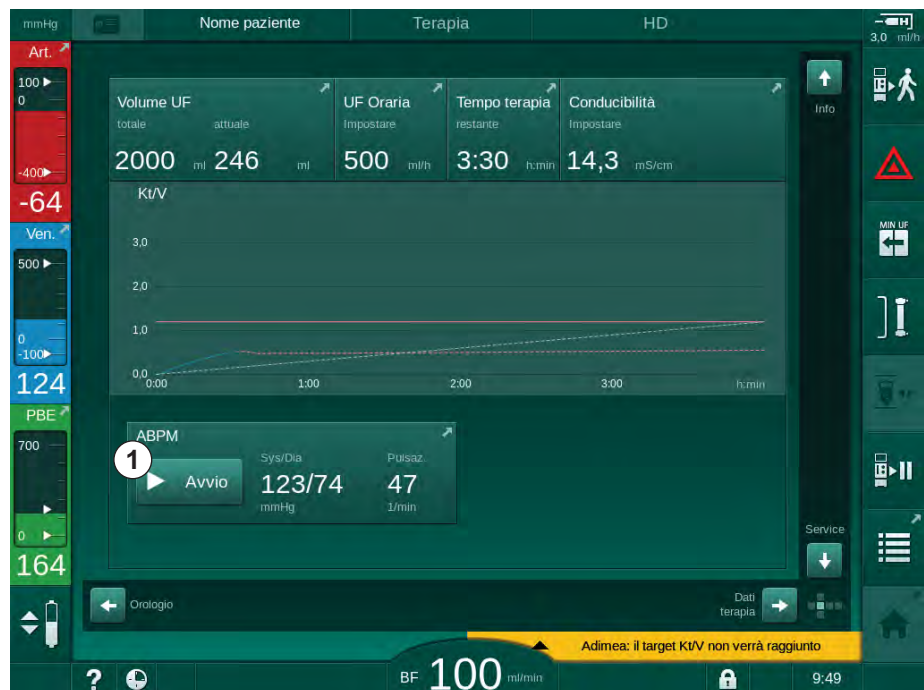 mmHg
Nome paziente
Terapia
HD
3,0 ml/h
Art.
100
0
-400
-64
Ven.
500
0
-100
124
PBE
700
0
164
Volume UF
totale
attuale
2000 ml 246 ml
UF Oraria
Impostare
500 ml/h
Tempo terapia
restante
3:30 h:min
Conducibilità
Impostare
14,3 mS/cm
Kt/V
3,0
2,0
1,0
0,0
0:00 1:00 2:00 3:00 h:min
ABPM
1
Avvio
Sys/Dia
123/74
mmHg
Pulsaz.
47
1/min
Info
Service
MIN UF
H
Orologio
Dati
terapia
Adimea: il target Kt/V non verrà raggiunto
?
BF 100 ml/min
9:49